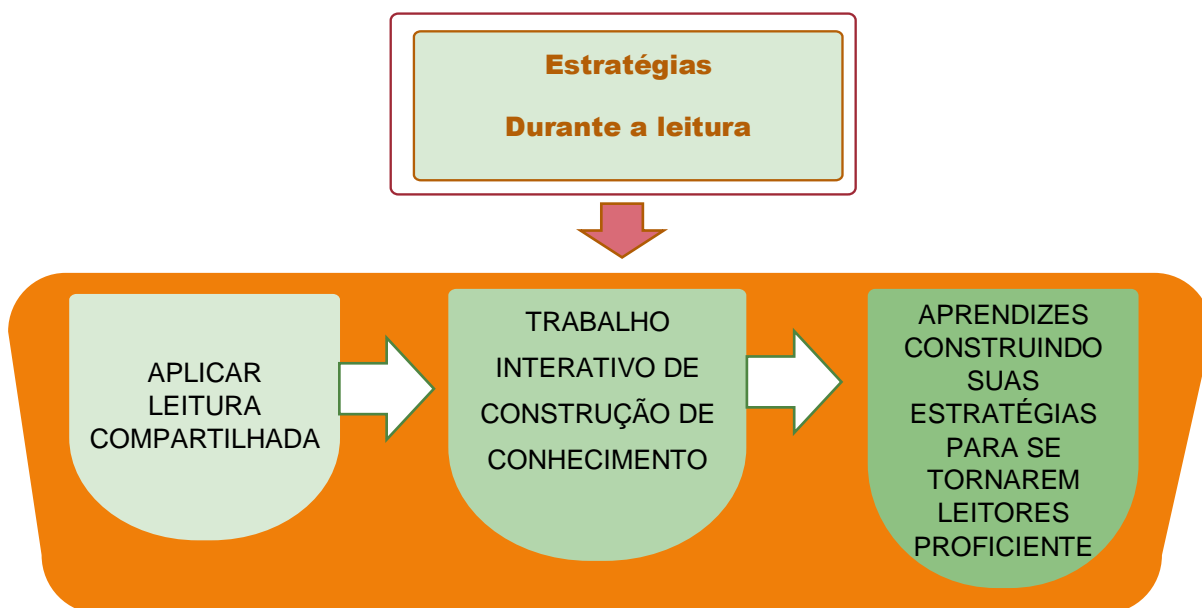 Estratégias
Durante a leitura
APLICAR
LEITURA
COMPARTILHADA
TRABALHO
INTERATIVO DE
CONSTRUÇÃO DE
CONHECIMENTO
APRENDIZES
CONSTRUINDO
SUAS
ESTRATÉGIAS
PARA SE
TORNAREM
LEITORES
PROFICIENTE